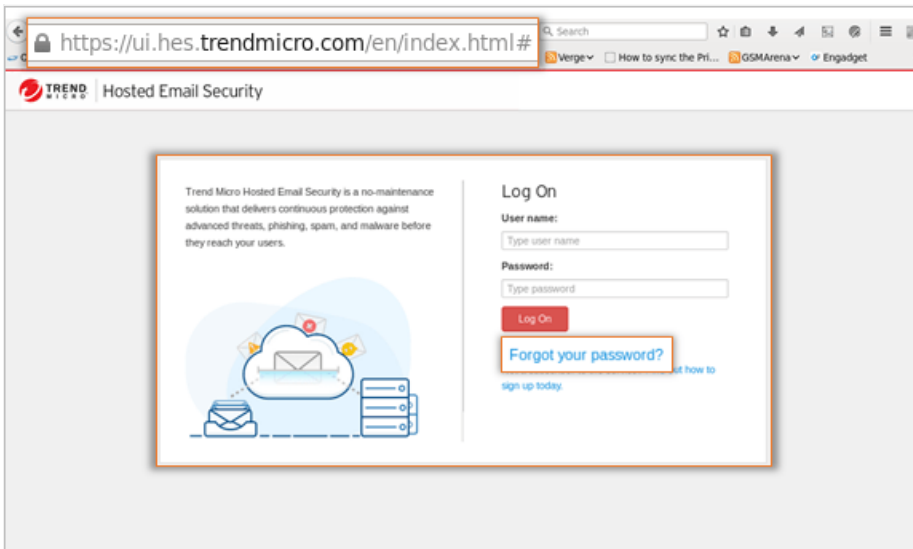 https://ui.hes.trendmicro.com/en/index.html#
Search
Verge
How to sync the Pri...
GSMArena
Engadget
TREND MICRO
Hosted Email Security
Trend Micro Hosted Email Security is a no-maintenance
solution that delivers continuous protection against
advanced threats, phishing, spam, and malware before
they reach your users.
Log On
User name:
Type user name
Password:
Type password
Log On
Forgot your password?
how to
sign up today.